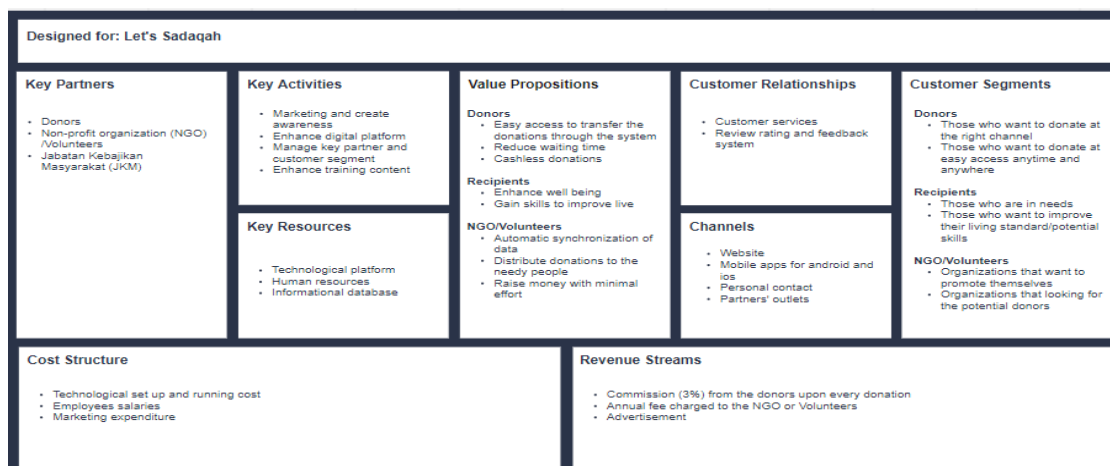 Designed for: Let's Sadaqah
Key Partners
• Donors
• Non-profit organization (NGO)
/Volunteers
• Jabatan Kebajikan
Masyarakat (JKM)
Key Activities
• Marketing and create
awareness
• Enhance digital platform
• Manage key partner and
customer segment
• Enhance training content
Key Resources
• Technological platform
• Human resources
• Informational database
Value Propositions
Donors
• Easy access to transfer the
donations through the system
• Reduce waiting time
• Cashless donations
Recipients
• Enhance well being
• Gain skills to improve live
NGO/Volunteers
• Automatic synchronization of
data
• Distribute donations to the
needy people
• Raise money with minimal
effort
Customer Relationships
• Customer services
• Review rating and feedback
system
Channels
• Website
• Mobile apps for android and
ios
• Personal contact
• Partners' outlets
Customer Segments
Donors
• Those who want to donate at
the right channel
• Those who want to donate at
easy access anytime and
anywhere
Recipients
• Those who are in needs
• Those who want to improve
their living standard/potential
skills
NGO/Volunteers
• Organizations that want to
promote themselves
• Organizations that looking for
the potential donors
Cost Structure
• Technological set up and running cost
• Employees salaries
• Marketing expenditure
Revenue Streams
• Commission (3%) from the donors upon every donation
• Annual fee charged to the NGO or Volunteers
• Advertisement